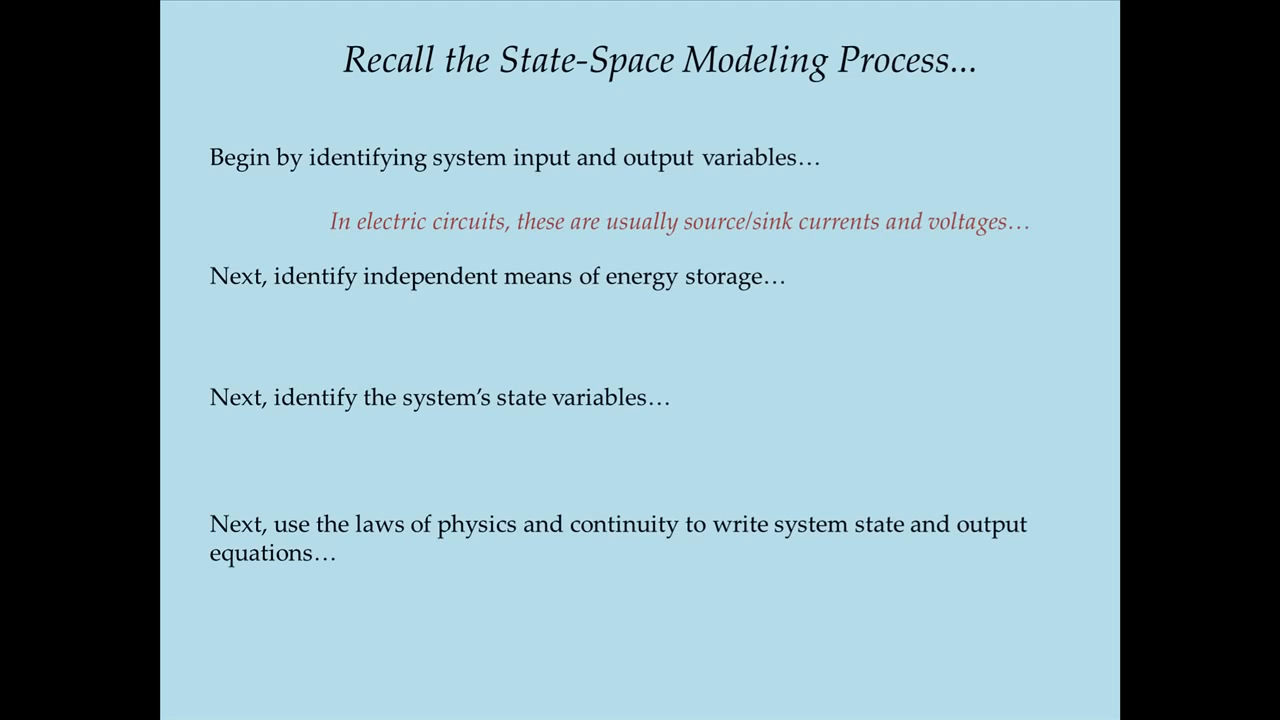 Recall the State-Space Modeling Process...
Begin by identifying system input and output variables…
In electric circuits, these are usually source/sink currents and voltages…
Next, identify independent means of energy storage…
Next, identify the system’s state variables…
Next, use the laws of physics and continuity to write system state and output
equations…